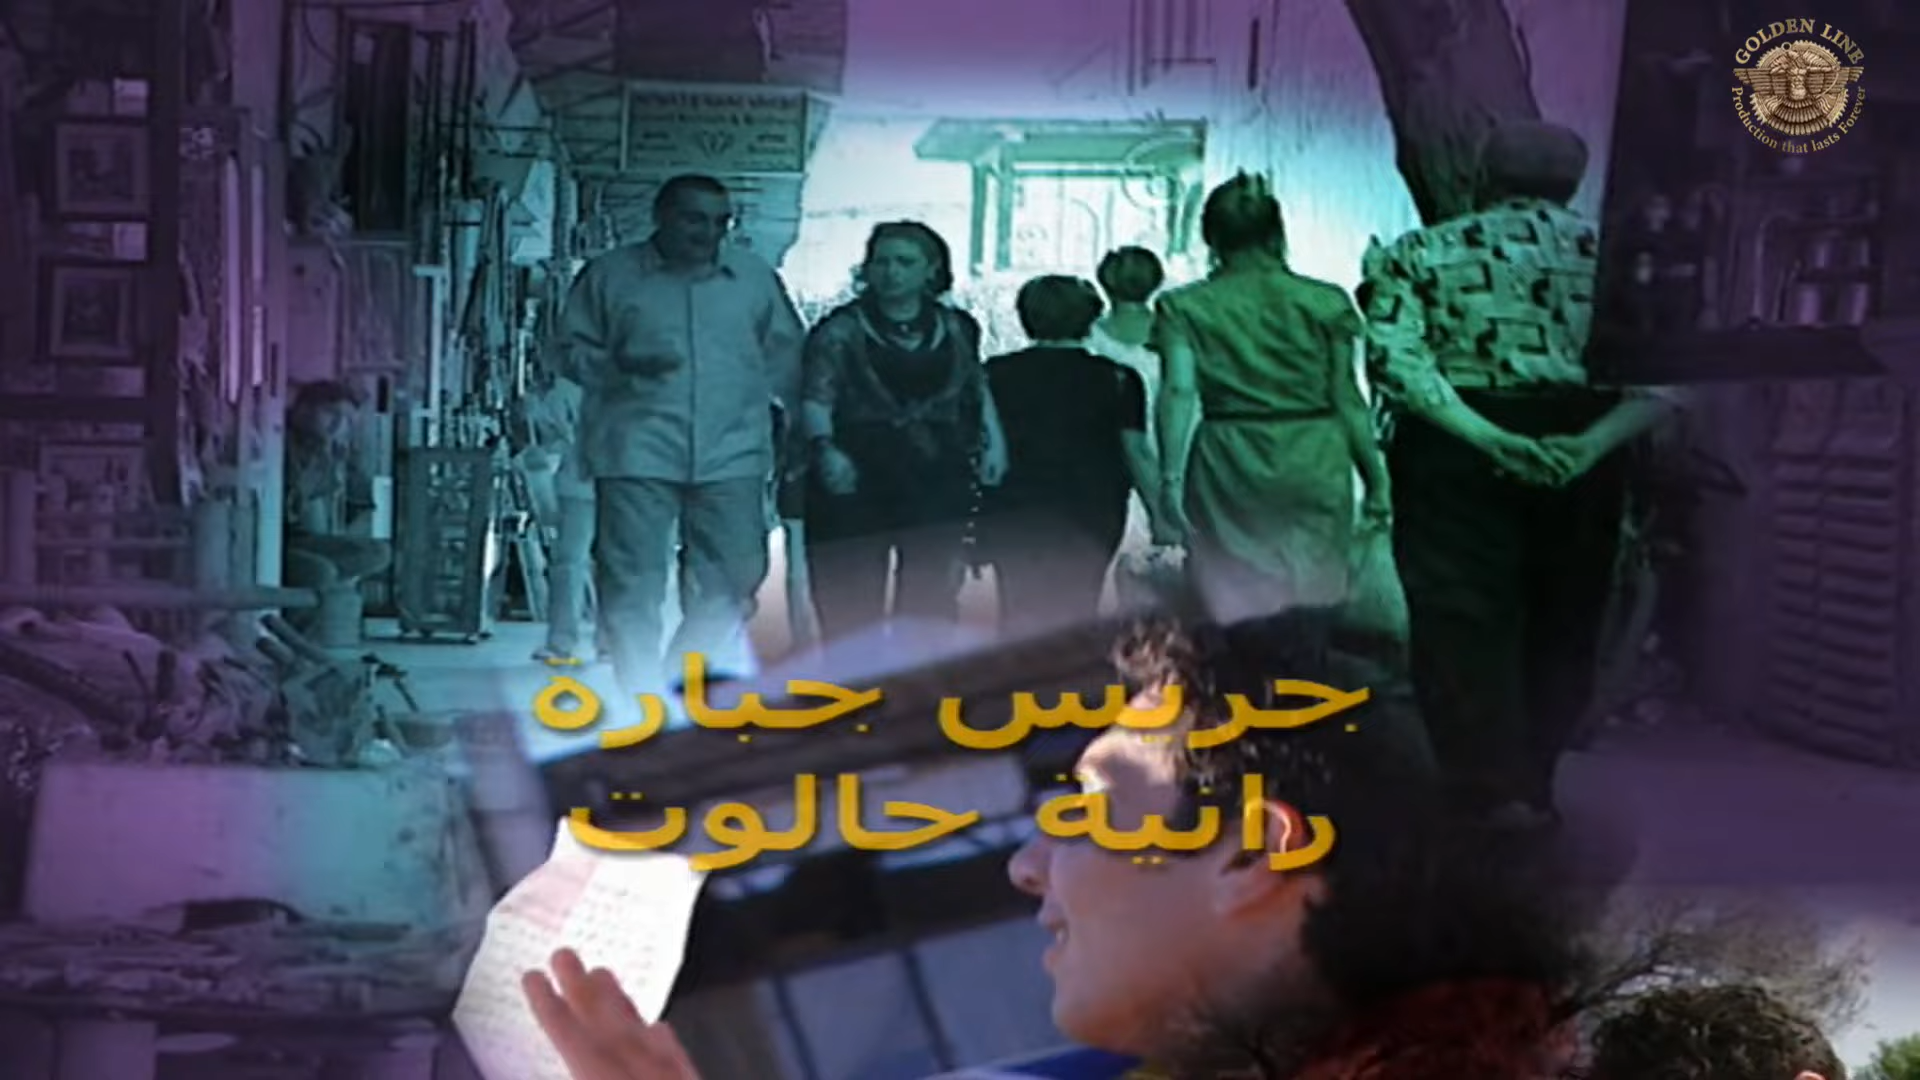 GOLDEN LINE
Production that lasts Forever
جريس جبارة
رانية حالوت